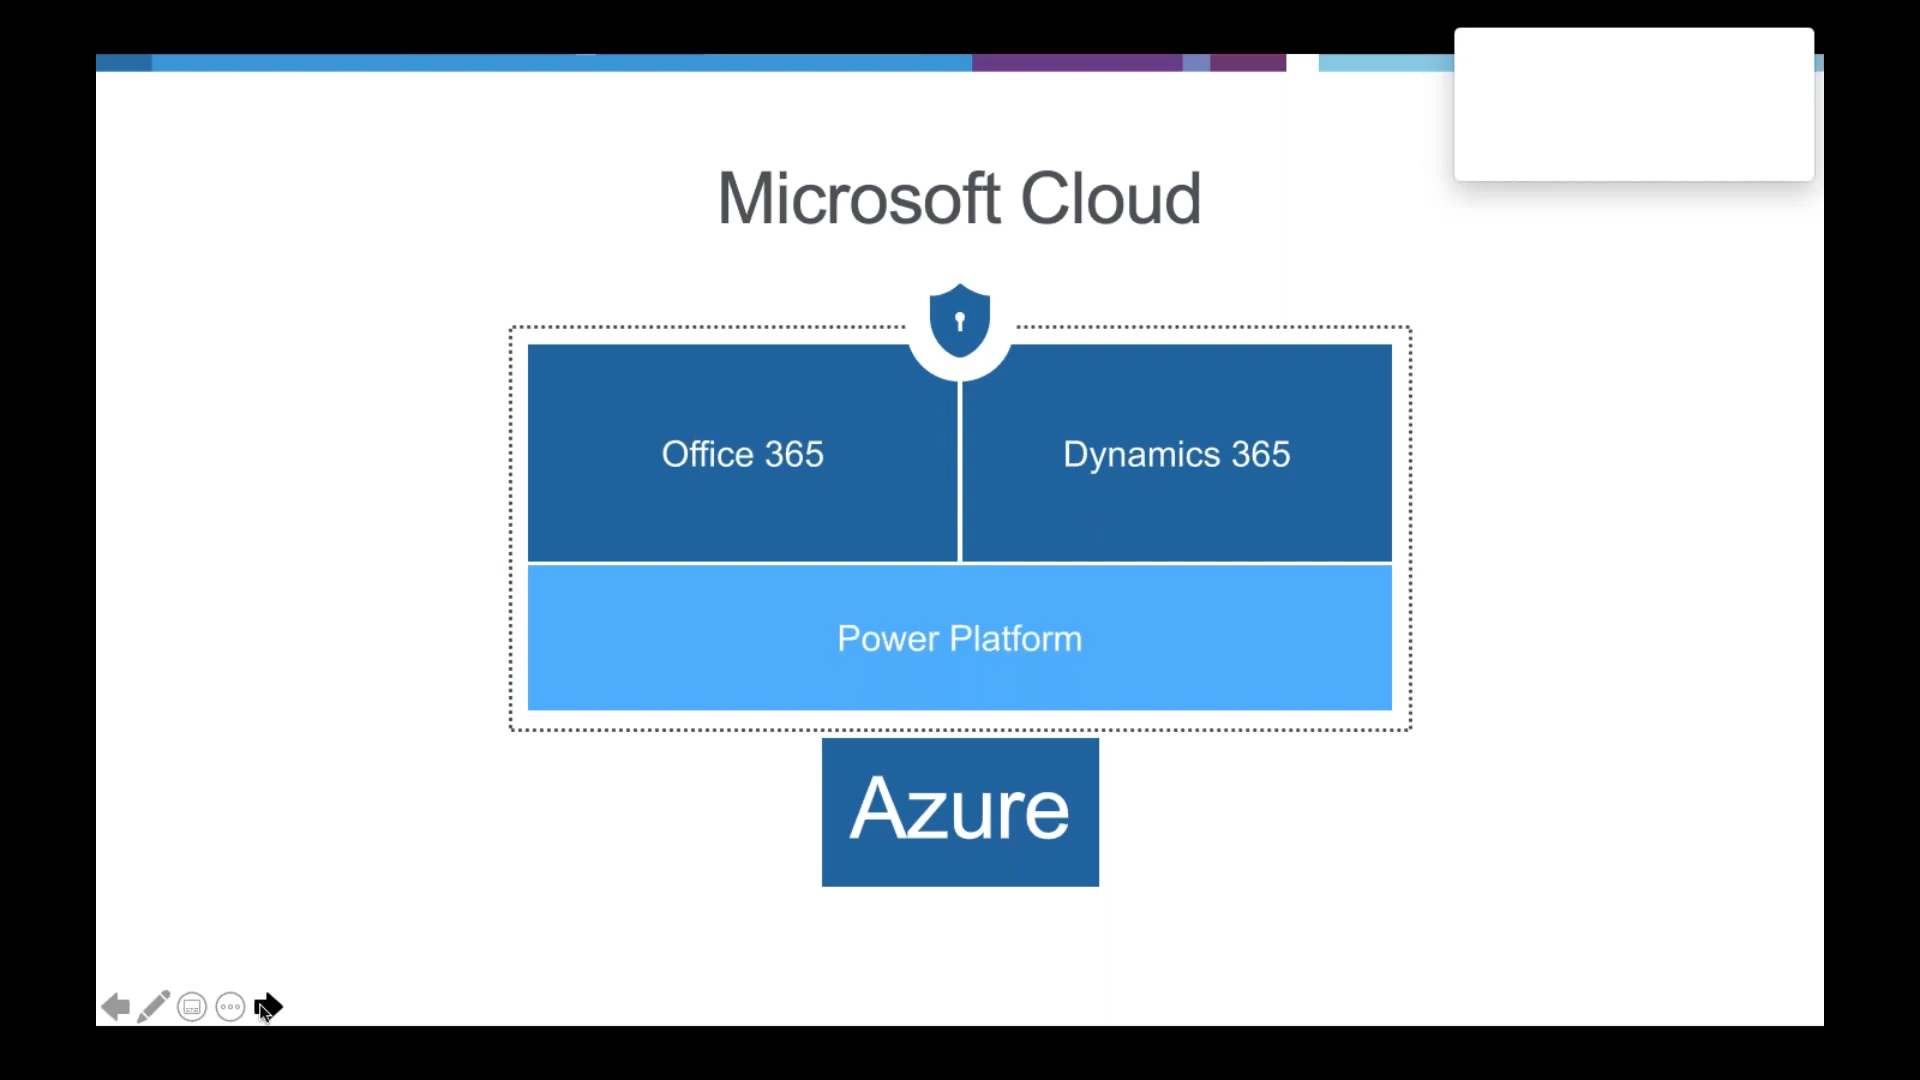 Microsoft Cloud
Office 365
Dynamics 365
Power Platform
Azure